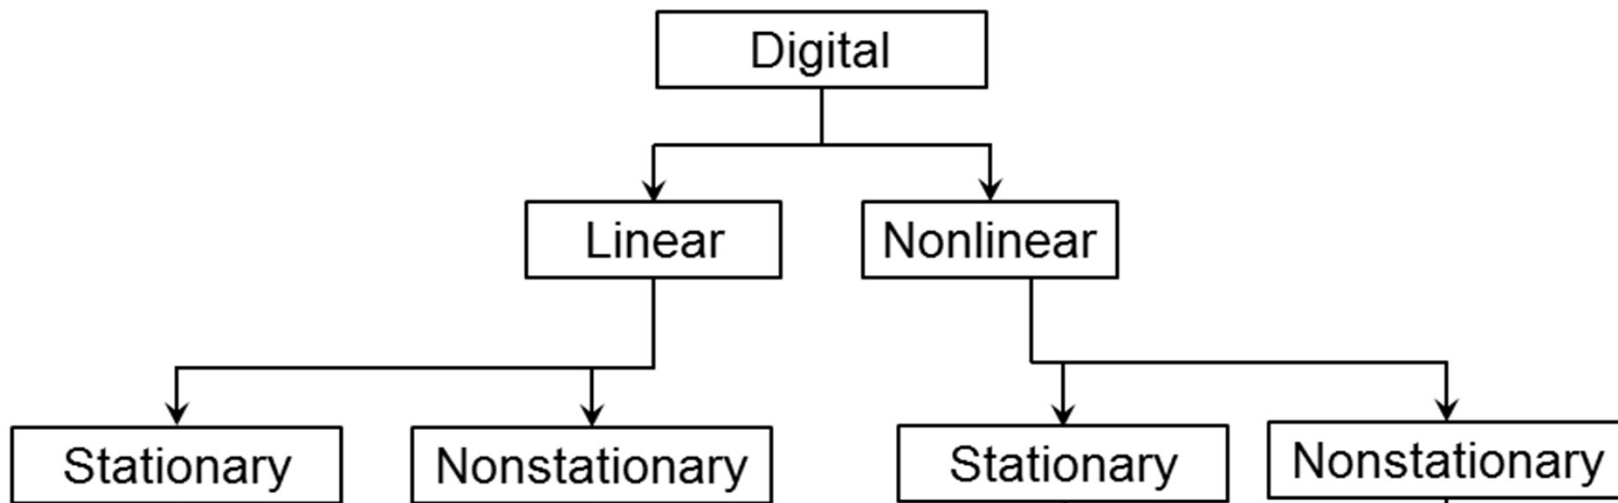 Digital
Linear
Nonlinear
Stationary
Nonstationary
Stationary
Nonstationary